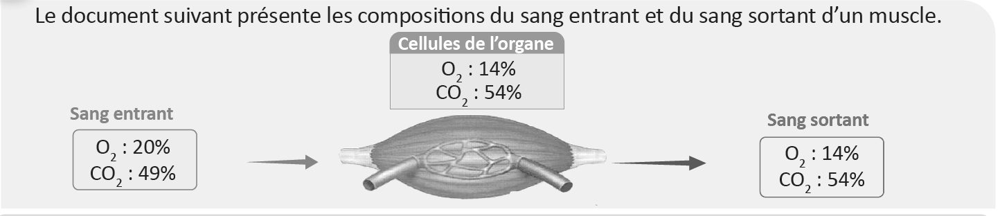 Le document suivant présente les compositions du sang entrant et du sang sortant d’un muscle.
Cellules de l’organe
O₂ : 14%
CO₂ : 54%
Sang entrant
O₂ : 20%
CO₂ : 49%
Sang sortant
O₂ : 14%
CO₂ : 54%